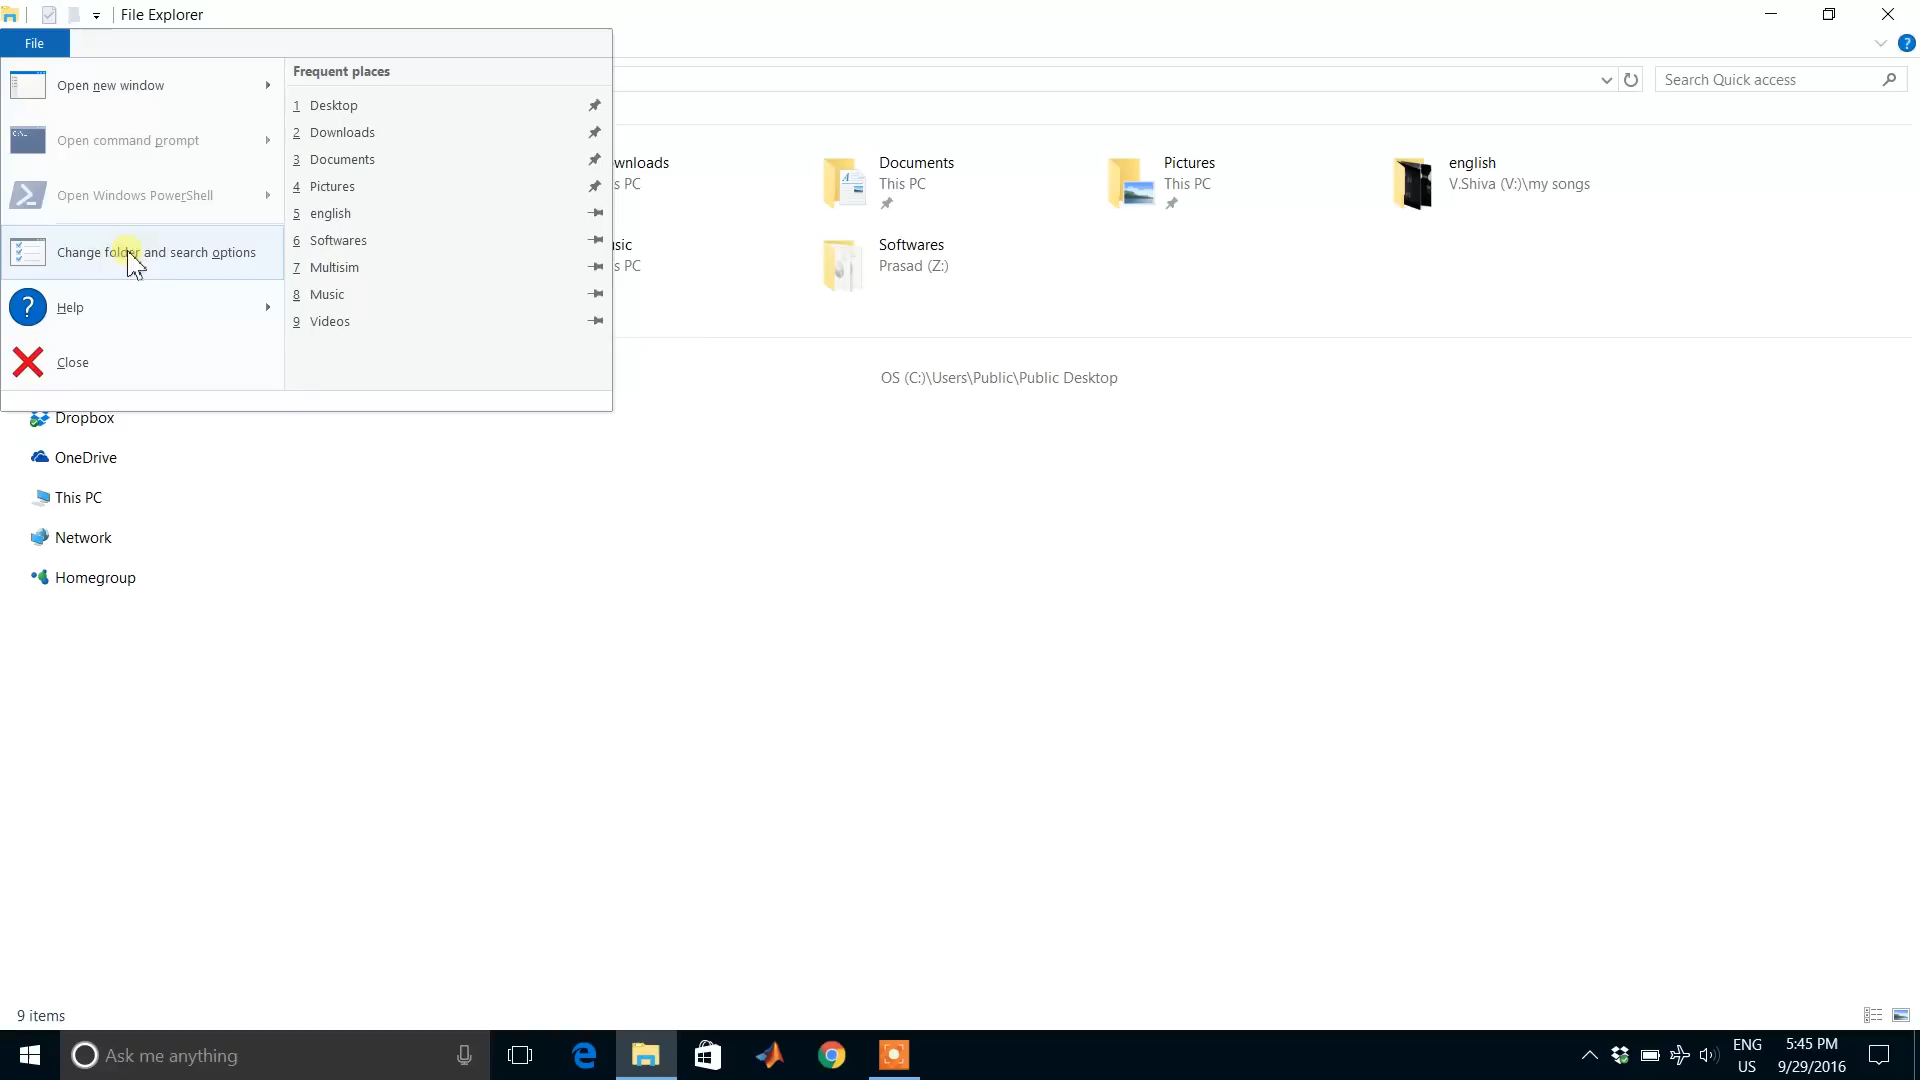 File Explorer
File
Open new window
Open command prompt
Open Windows PowerShell
Change folder and search options
Help
Close
Frequent places
1 Desktop
2 Downloads
3 Documents
4 Pictures
5 english
6 Softwares
7 Multisim
8 Music
9 Videos
Search Quick access
wnloads
s PC
Documents
This PC
Pictures
This PC
english
V.Shiva (V:)\my songs
sic
s PC
Softwares
Prasad (Z:)
OS (C:)\Users\Public\Public Desktop
Dropbox
OneDrive
This PC
Network
Homegroup
9 items
Ask me anything
ENG
US
5:45 PM
9/29/2016